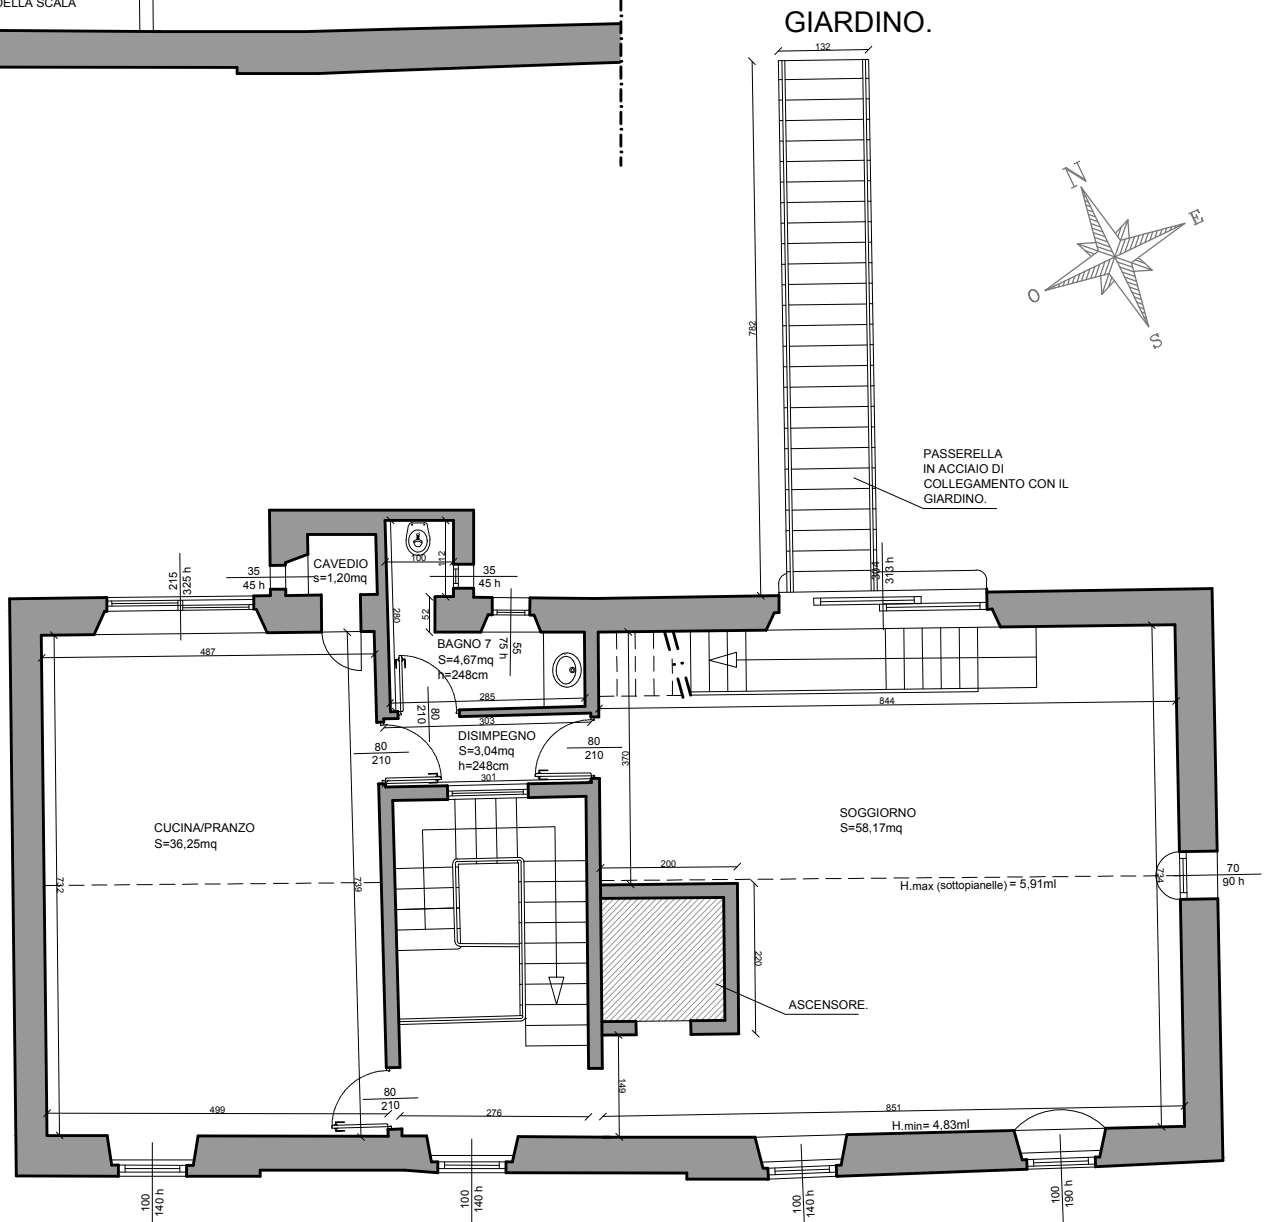 DELLA SCALA
GIARDINO.
132
782
N
E
O
S
PASSERELLA
IN ACCIAIO DI
COLLEGAMENTO CON IL
GIARDINO.
304
313 h
215
325 h
35
45 h
CAVEDIO
s=1,20mq
100
112
35
45 h
280
52
55
75 h
BAGNO 7
S=4,67mq
h=248cm
487
285
844
80
210
303
DISIMPEGNO
S=3,04mq
h=248cm
80
210
80
210
301
370
CUCINA/PRANZO
S=36,25mq
SOGGIORNO
S=58,17mq
200
732
739
H.max (sottopianelle) = 5,91ml
734
70
90 h
220
ASCENSORE.
149
80
210
499
276
851
H.min= 4,83ml
100
140 h
100
140 h
100
140 h
100
190 h